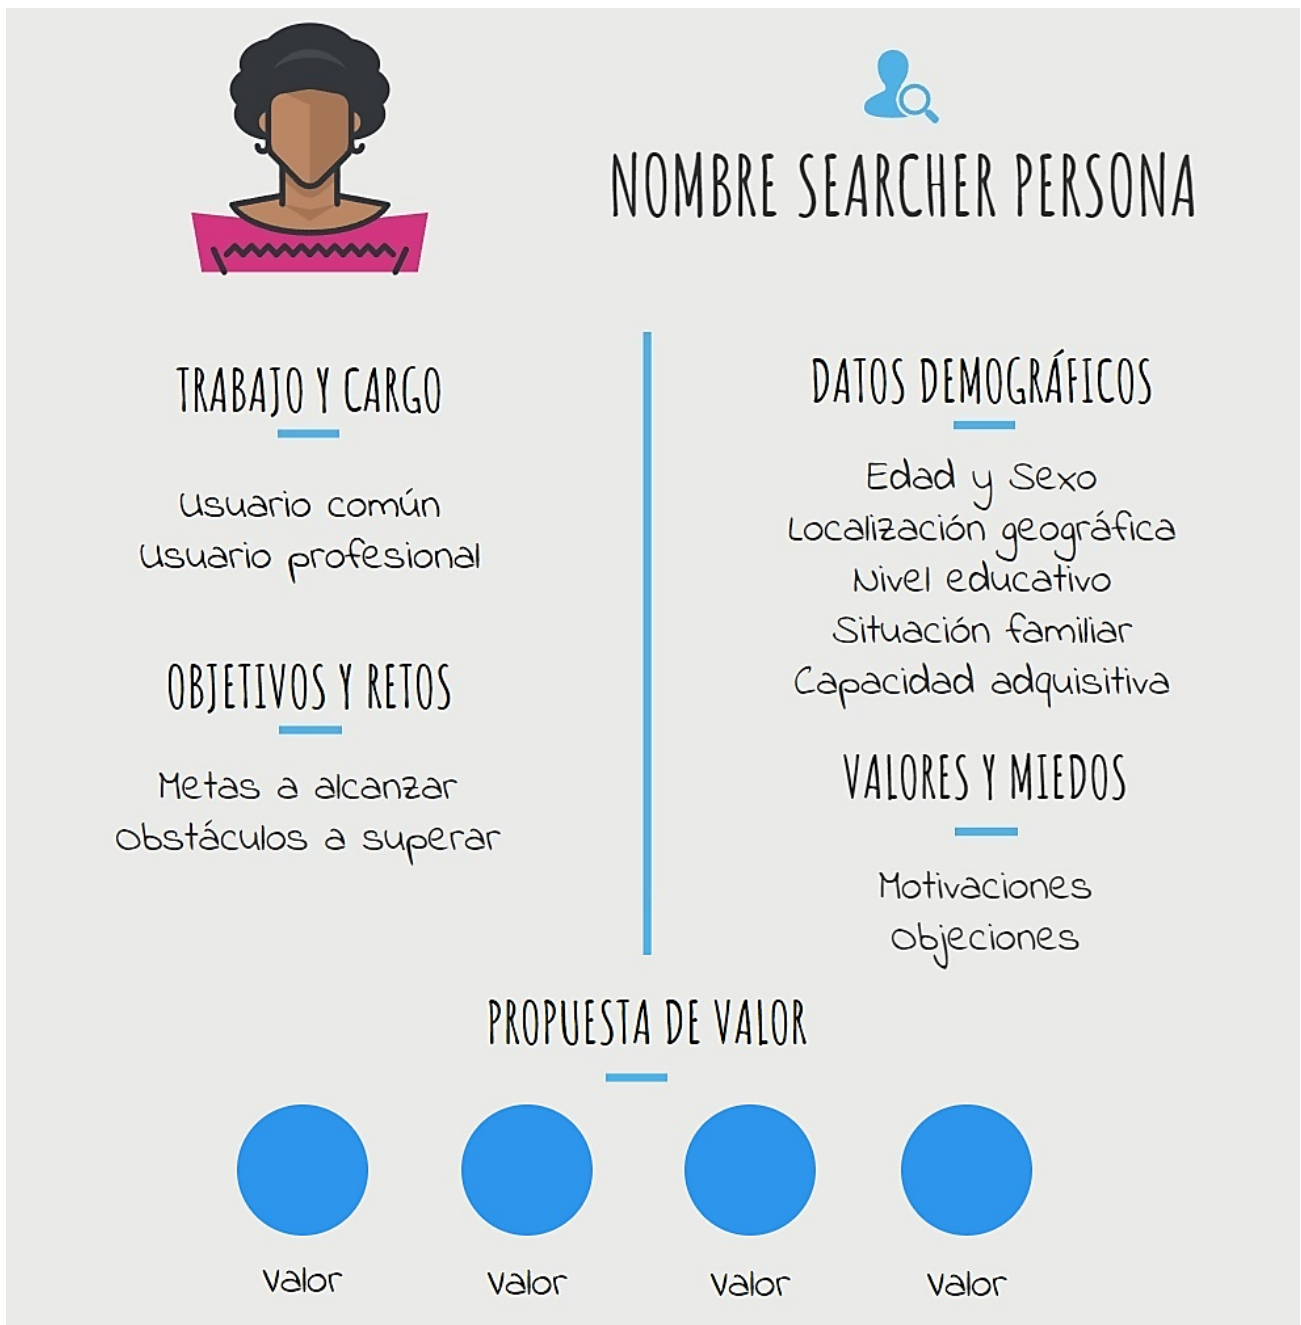 NOMBRE SEARCHER PERSONA
TRABAJO Y CARGO
Usuario común
Usuario profesional
OBJETIVOS Y RETOS
Metas a alcanzar
Obstáculos a superar
DATOS DEMOGRÁFICOS
Edad y Sexo
Localización geográfica
Nivel educativo
Situación familiar
Capacidad adquisitiva
VALORES Y MIEDOS
Motivaciones
Objeciones
PROPUESTA DE VALOR
Valor
Valor
Valor
Valor